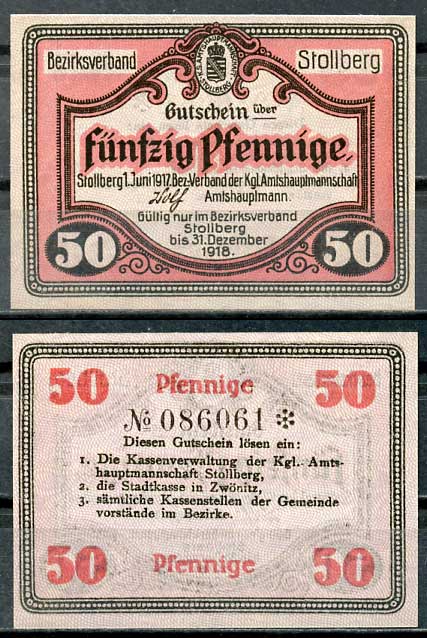 Bezirksverband Stollberg
KGL.AMTSHAUPTMANNSCHAFT
STOLLBERG
Gutschein über
fünfzig Pfennige.
Stollberg 1. Juni 1917. Bez.-Verband der Kgl. Amtshauptmannschaft
Amtshauptmann.
Gültig nur im Bezirksverband
Stollberg
bis 31. Dezember
1918.
50 50
50 Pfennige 50
No 086061 *
Diesen Gutschein lösen ein:
1. Die Kassenverwaltung der Kgl. Amts-
hauptmannschaft Stollberg,
2. die Stadtkasse in Zwönitz,
3. sämtliche Kassenstellen der Gemeinde
vorstände im Bezirke.
50 Pfennige 50